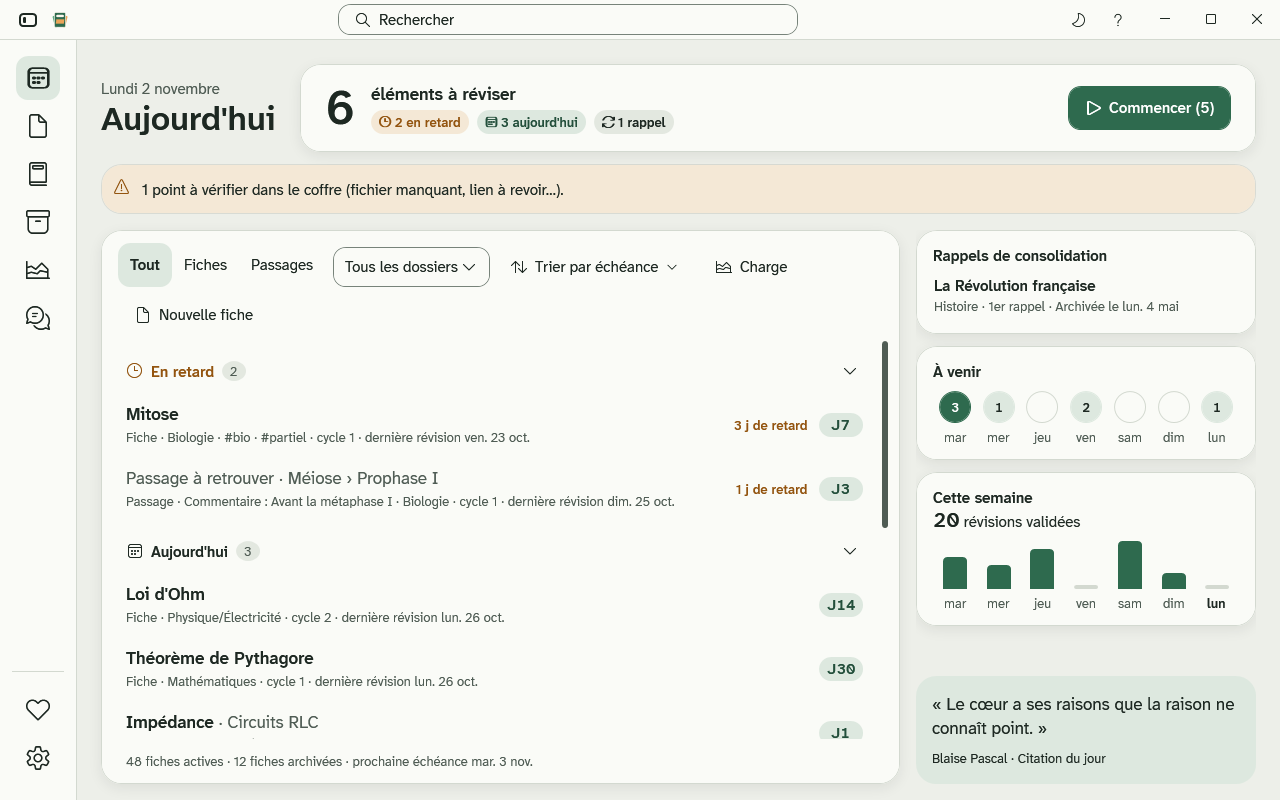 Rechercher
?
Lundi 2 novembre
Aujourd'hui
6
éléments à réviser
2 en retard
3 aujourd'hui
1 rappel
Commencer (5)
1 point à vérifier dans le coffre (fichier manquant, lien à revoir…).
Tout
Fiches
Passages
Tous les dossiers
Trier par échéance
Charge
Nouvelle fiche
En retard 2
Mitose
Fiche · Biologie · #bio · #partiel · cycle 1 · dernière révision ven. 23 oct.
3 j de retard
J7
Passage à retrouver · Méiose › Prophase I
Passage · Commentaire : Avant la métaphase I · Biologie · cycle 1 · dernière révision dim. 25 oct.
1 j de retard
J3
Aujourd'hui 3
Loi d'Ohm
Fiche · Physique/Électricité · cycle 2 · dernière révision lun. 26 oct.
J14
Théorème de Pythagore
Fiche · Mathématiques · cycle 1 · dernière révision lun. 26 oct.
J30
Impédance · Circuits RLC
J1
48 fiches actives · 12 fiches archivées · prochaine échéance mar. 3 nov.
Rappels de consolidation
La Révolution française
Histoire · 1er rappel · Archivée le lun. 4 mai
À venir
3 1 2 1
mar mer jeu ven sam dim lun
Cette semaine
20 révisions validées
mar mer jeu ven sam dim lun
« Le cœur a ses raisons que la raison ne
connaît point. »
Blaise Pascal · Citation du jour